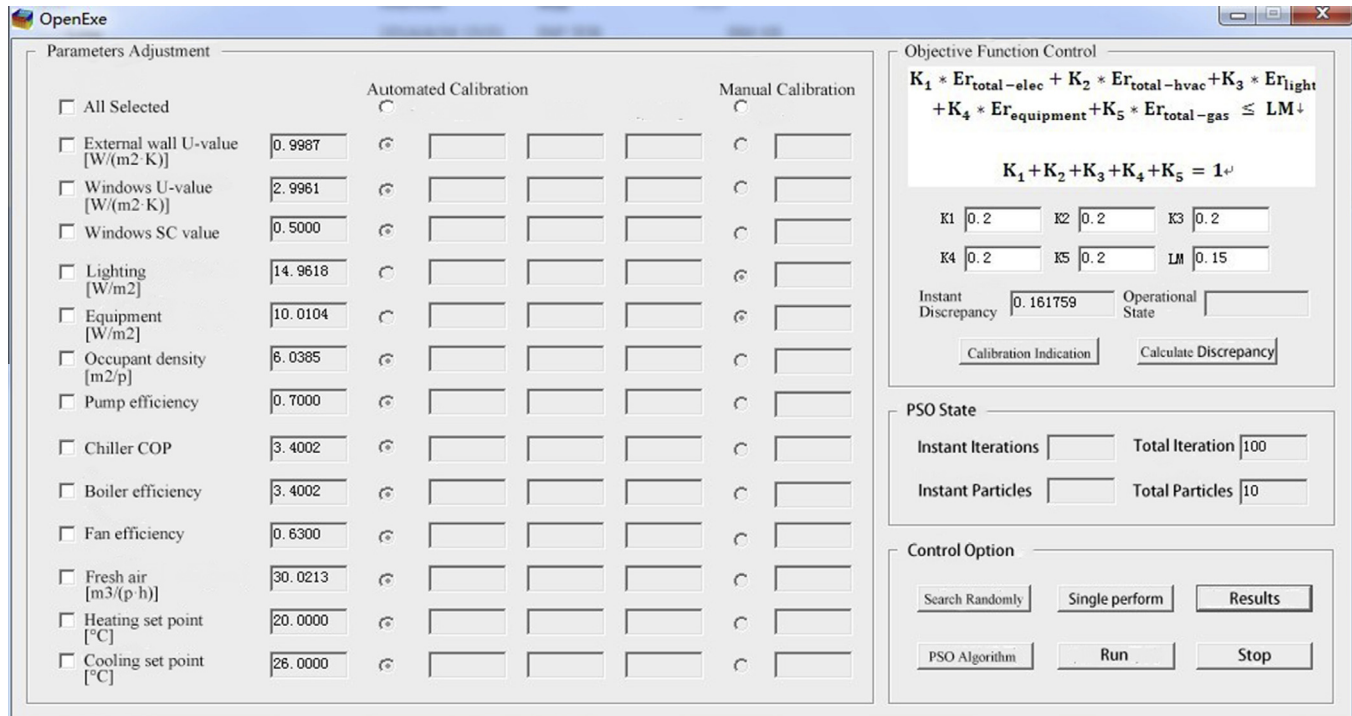 OpenExe
Parameters Adjustment
Automated Calibration
Manual Calibration
All Selected
External wall U-value
[W/(m2·K)]
0.9987
Windows U-value
[W/(m2·K)]
2.9961
Windows SC value
0.5000
Lighting
[W/m2]
14.9618
Equipment
[W/m2]
10.0104
Occupant density
[m2/p]
6.0385
Pump efficiency
0.7000
Chiller COP
3.4002
Boiler efficiency
3.4002
Fan efficiency
0.6300
Fresh air
[m3/(p·h)]
30.0213
Heating set point
[°C]
20.0000
Cooling set point
[°C]
26.0000
Objective Function Control
K₁ * Er_total-elec + K₂ * Er_total-hvac+K₃ * Er_light
+K₄ * Er_equipment+K₅ * Er_total-gas ≤ LM↓
K₁+K₂+K₃+K₄+K₅ = 1↵
K1 0.2 K2 0.2 K3 0.2
K4 0.2 K5 0.2 LM 0.15
Instant
Discrepancy
0.161759
Operational
State
Calibration Indication
Calculate Discrepancy
PSO State
Instant Iterations
Total Iteration 100
Instant Particles
Total Particles 10
Control Option
Search Randomly
Single perform
Results
PSO Algorithm
Run
Stop